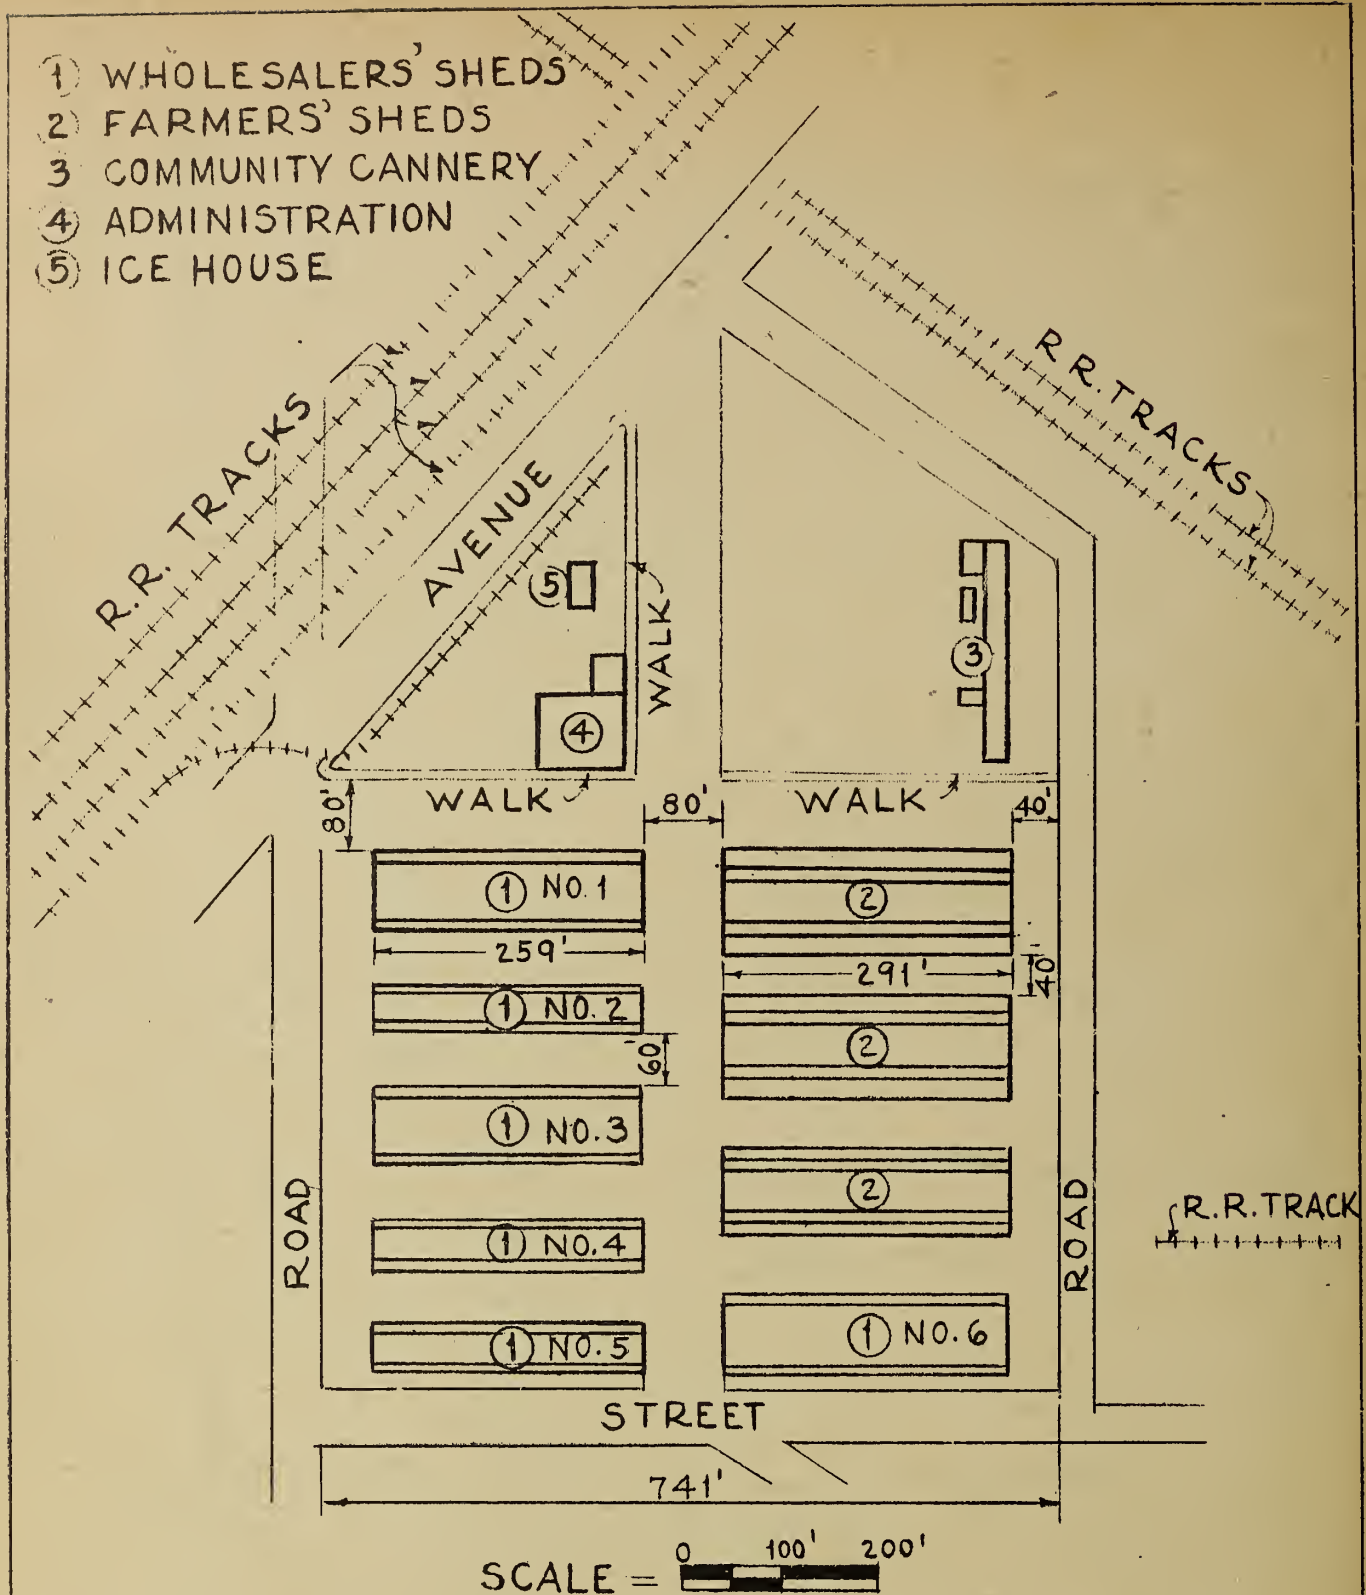 ① WHOLESALERS' SHEDS
② FARMERS' SHEDS
3 COMMUNITY CANNERY
④ ADMINISTRATION
⑤ ICE HOUSE
R.R. TRACKS
R.R. TRACKS
AVENUE
⑤
WALK
③
④
WALK
WALK
80'
80'
40'
① NO. 1
②
259'
291'
40'
① NO. 2
②
60'
① NO. 3
②
ROAD
ROAD
R.R. TRACK
① NO. 4
① NO. 5
① NO. 6
STREET
741'
SCALE = 0 100' 200'